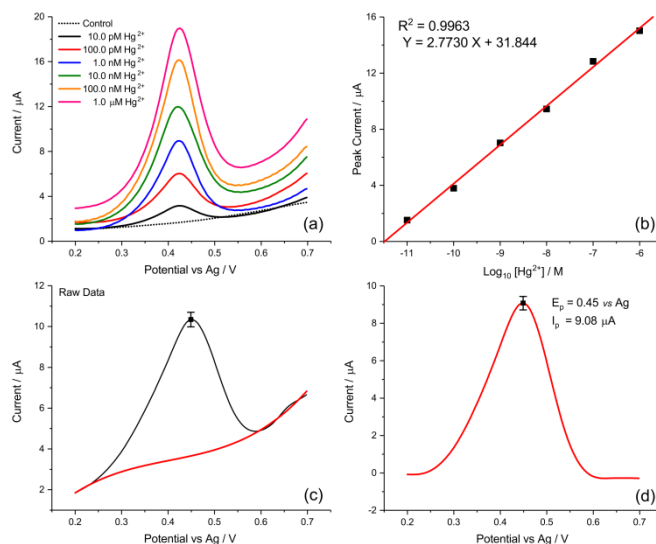 Control
10.0 pM Hg²⁺
100.0 pM Hg²⁺
1.0 nM Hg²⁺
10.0 nM Hg²⁺
100.0 nM Hg²⁺
1.0 μM Hg²⁺
20
16
12
8
4
0
Current / μA
0.2 0.3 0.4 0.5 0.6 0.7
Potential vs Ag / V
(a)
R² = 0.9963
Y = 2.7730 X + 31.844
16
12
8
4
0
Peak Current / μA
-11 -10 -9 -8 -7 -6
Log₁₀ [Hg²⁺] / M
(b)
Raw Data
12
10
8
6
4
2
Current / μA
0.2 0.3 0.4 0.5 0.6 0.7
Potential vs Ag / V
(c)
Eₚ = 0.45 vs Ag
Iₚ = 9.08 μA
10
8
6
4
2
0
-2
Current / μA
0.2 0.3 0.4 0.5 0.6 0.7
Potential vs Ag / V
(d)